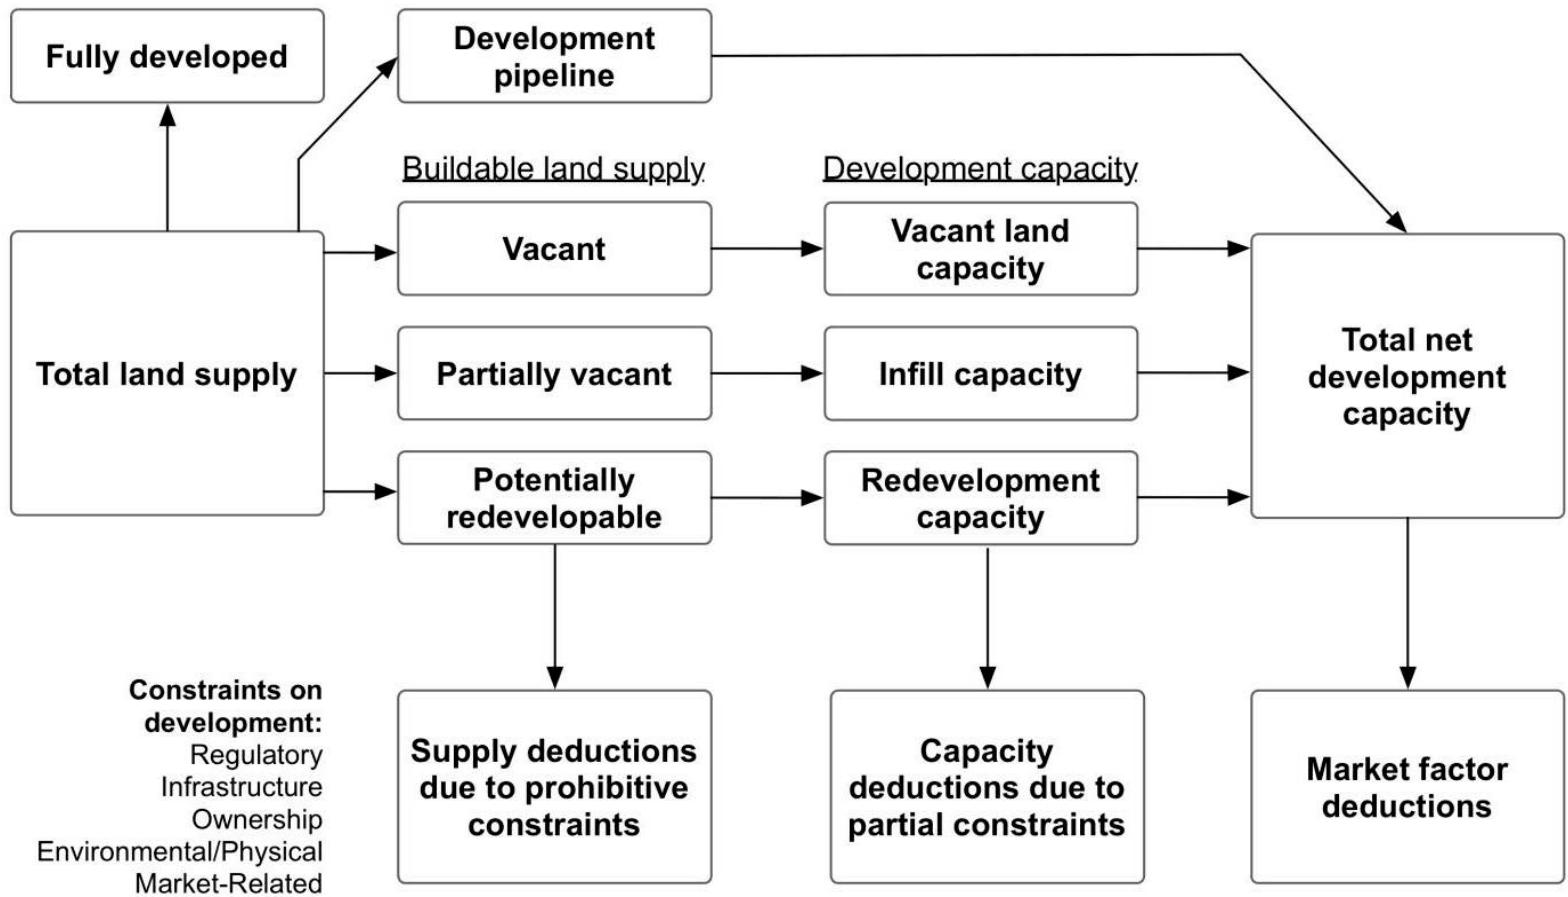 Fully developed
Development
pipeline
Buildable land supply
Development capacity
Vacant
Vacant land
capacity
Total land supply
Partially vacant
Infill capacity
Total net
development
capacity
Potentially
redevelopable
Redevelopment
capacity
Constraints on
development:
Regulatory
Infrastructure
Ownership
Environmental/Physical
Market-Related
Supply deductions
due to prohibitive
constraints
Capacity
deductions due to
partial constraints
Market factor
deductions